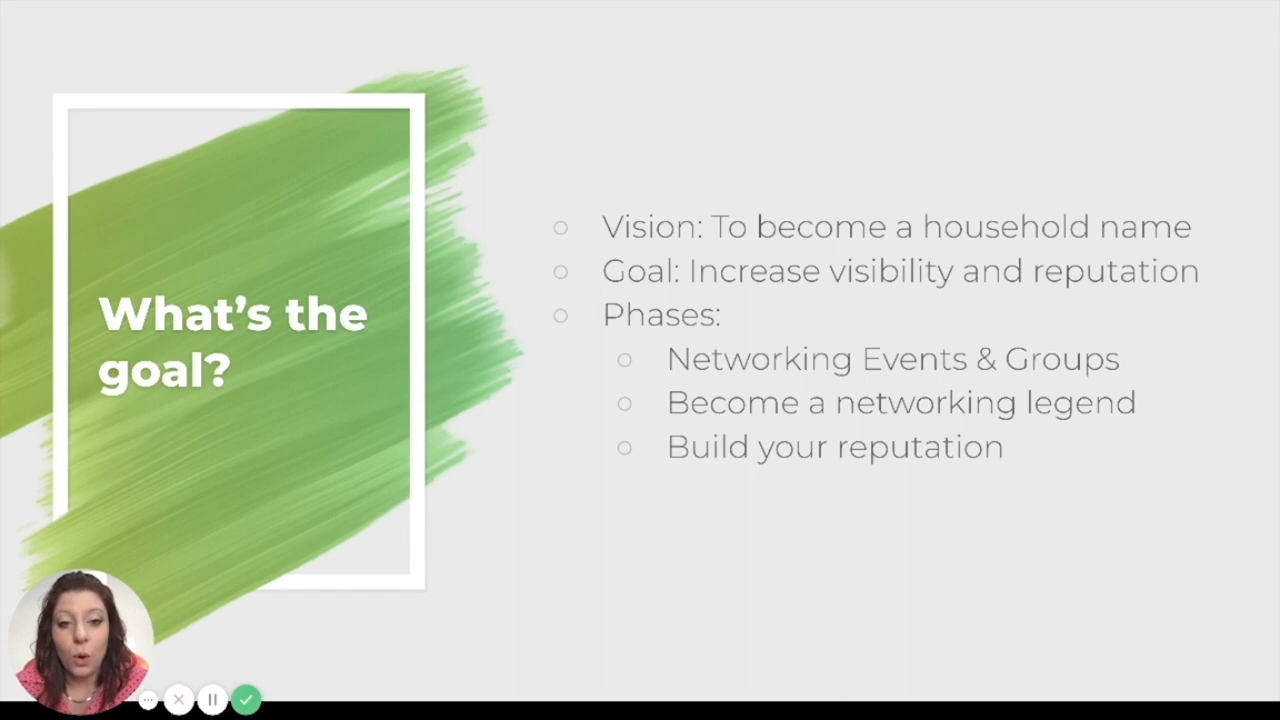 What's the
goal?
Vision: To become a household name
Goal: Increase visibility and reputation
Phases:
Networking Events & Groups
Become a networking legend
Build your reputation